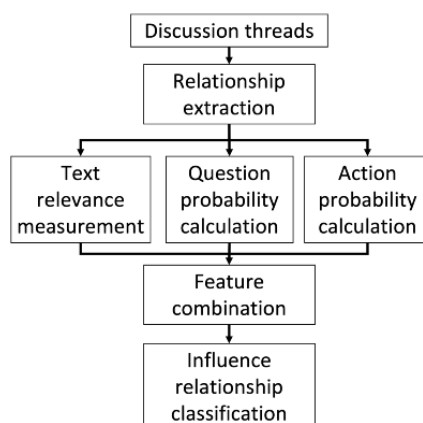 Discussion threads
Relationship
extraction
Text
relevance
measurement
Question
probability
calculation
Action
probability
calculation
Feature
combination
Influence
relationship
classification